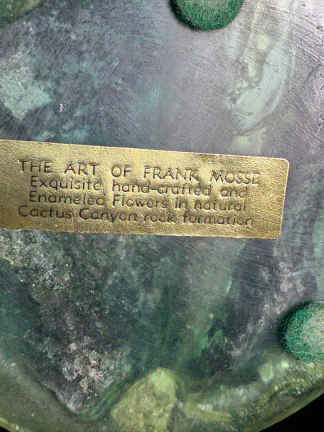 THE ART OF FRANK MOSSE
Exquisite, hand-crafted and
Enameled Flowers in natural
Cactus Canyon rock formation